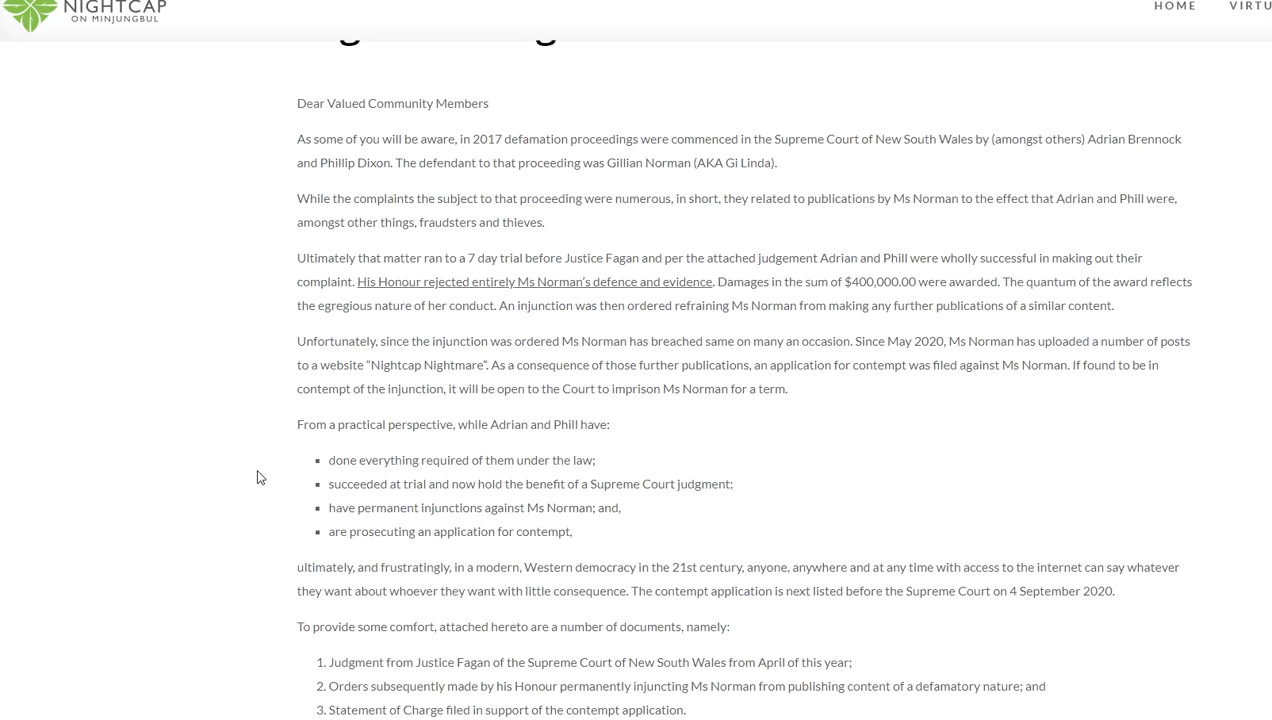 NIGHTCAP
ON MINJUNGBUL
HOME VIRTU
Dear Valued Community Members
As some of you will be aware, in 2017 defamation proceedings were commenced in the Supreme Court of New South Wales by (amongst others) Adrian Brennock
and Phillip Dixon. The defendant to that proceeding was Gillian Norman (AKA Gi Linda).
While the complaints the subject to that proceeding were numerous, in short, they related to publications by Ms Norman to the effect that Adrian and Phill were,
amongst other things, fraudsters and thieves.
Ultimately that matter ran to a 7 day trial before Justice Fagan and per the attached judgement Adrian and Phill were wholly successful in making out their
complaint. His Honour rejected entirely Ms Norman’s defence and evidence. Damages in the sum of $400,000.00 were awarded. The quantum of the award reflects
the egregious nature of her conduct. An injunction was then ordered refraining Ms Norman from making any further publications of a similar content.
Unfortunately, since the injunction was ordered Ms Norman has breached same on many an occasion. Since May 2020, Ms Norman has uploaded a number of posts
to a website “Nightcap Nightmare”. As a consequence of those further publications, an application for contempt was filed against Ms Norman. If found to be in
contempt of the injunction, it will be open to the Court to imprison Ms Norman for a term.
From a practical perspective, while Adrian and Phill have:
▪ done everything required of them under the law;
▪ succeeded at trial and now hold the benefit of a Supreme Court judgment;
▪ have permanent injunctions against Ms Norman; and,
▪ are prosecuting an application for contempt,
ultimately, and frustratingly, in a modern, Western democracy in the 21st century, anyone, anywhere and at any time with access to the internet can say whatever
they want about whoever they want with little consequence. The contempt application is next listed before the Supreme Court on 4 September 2020.
To provide some comfort, attached hereto are a number of documents, namely:
1. Judgment from Justice Fagan of the Supreme Court of New South Wales from April of this year;
2. Orders subsequently made by his Honour permanently injuncting Ms Norman from publishing content of a defamatory nature; and
3. Statement of Charge filed in support of the contempt application.